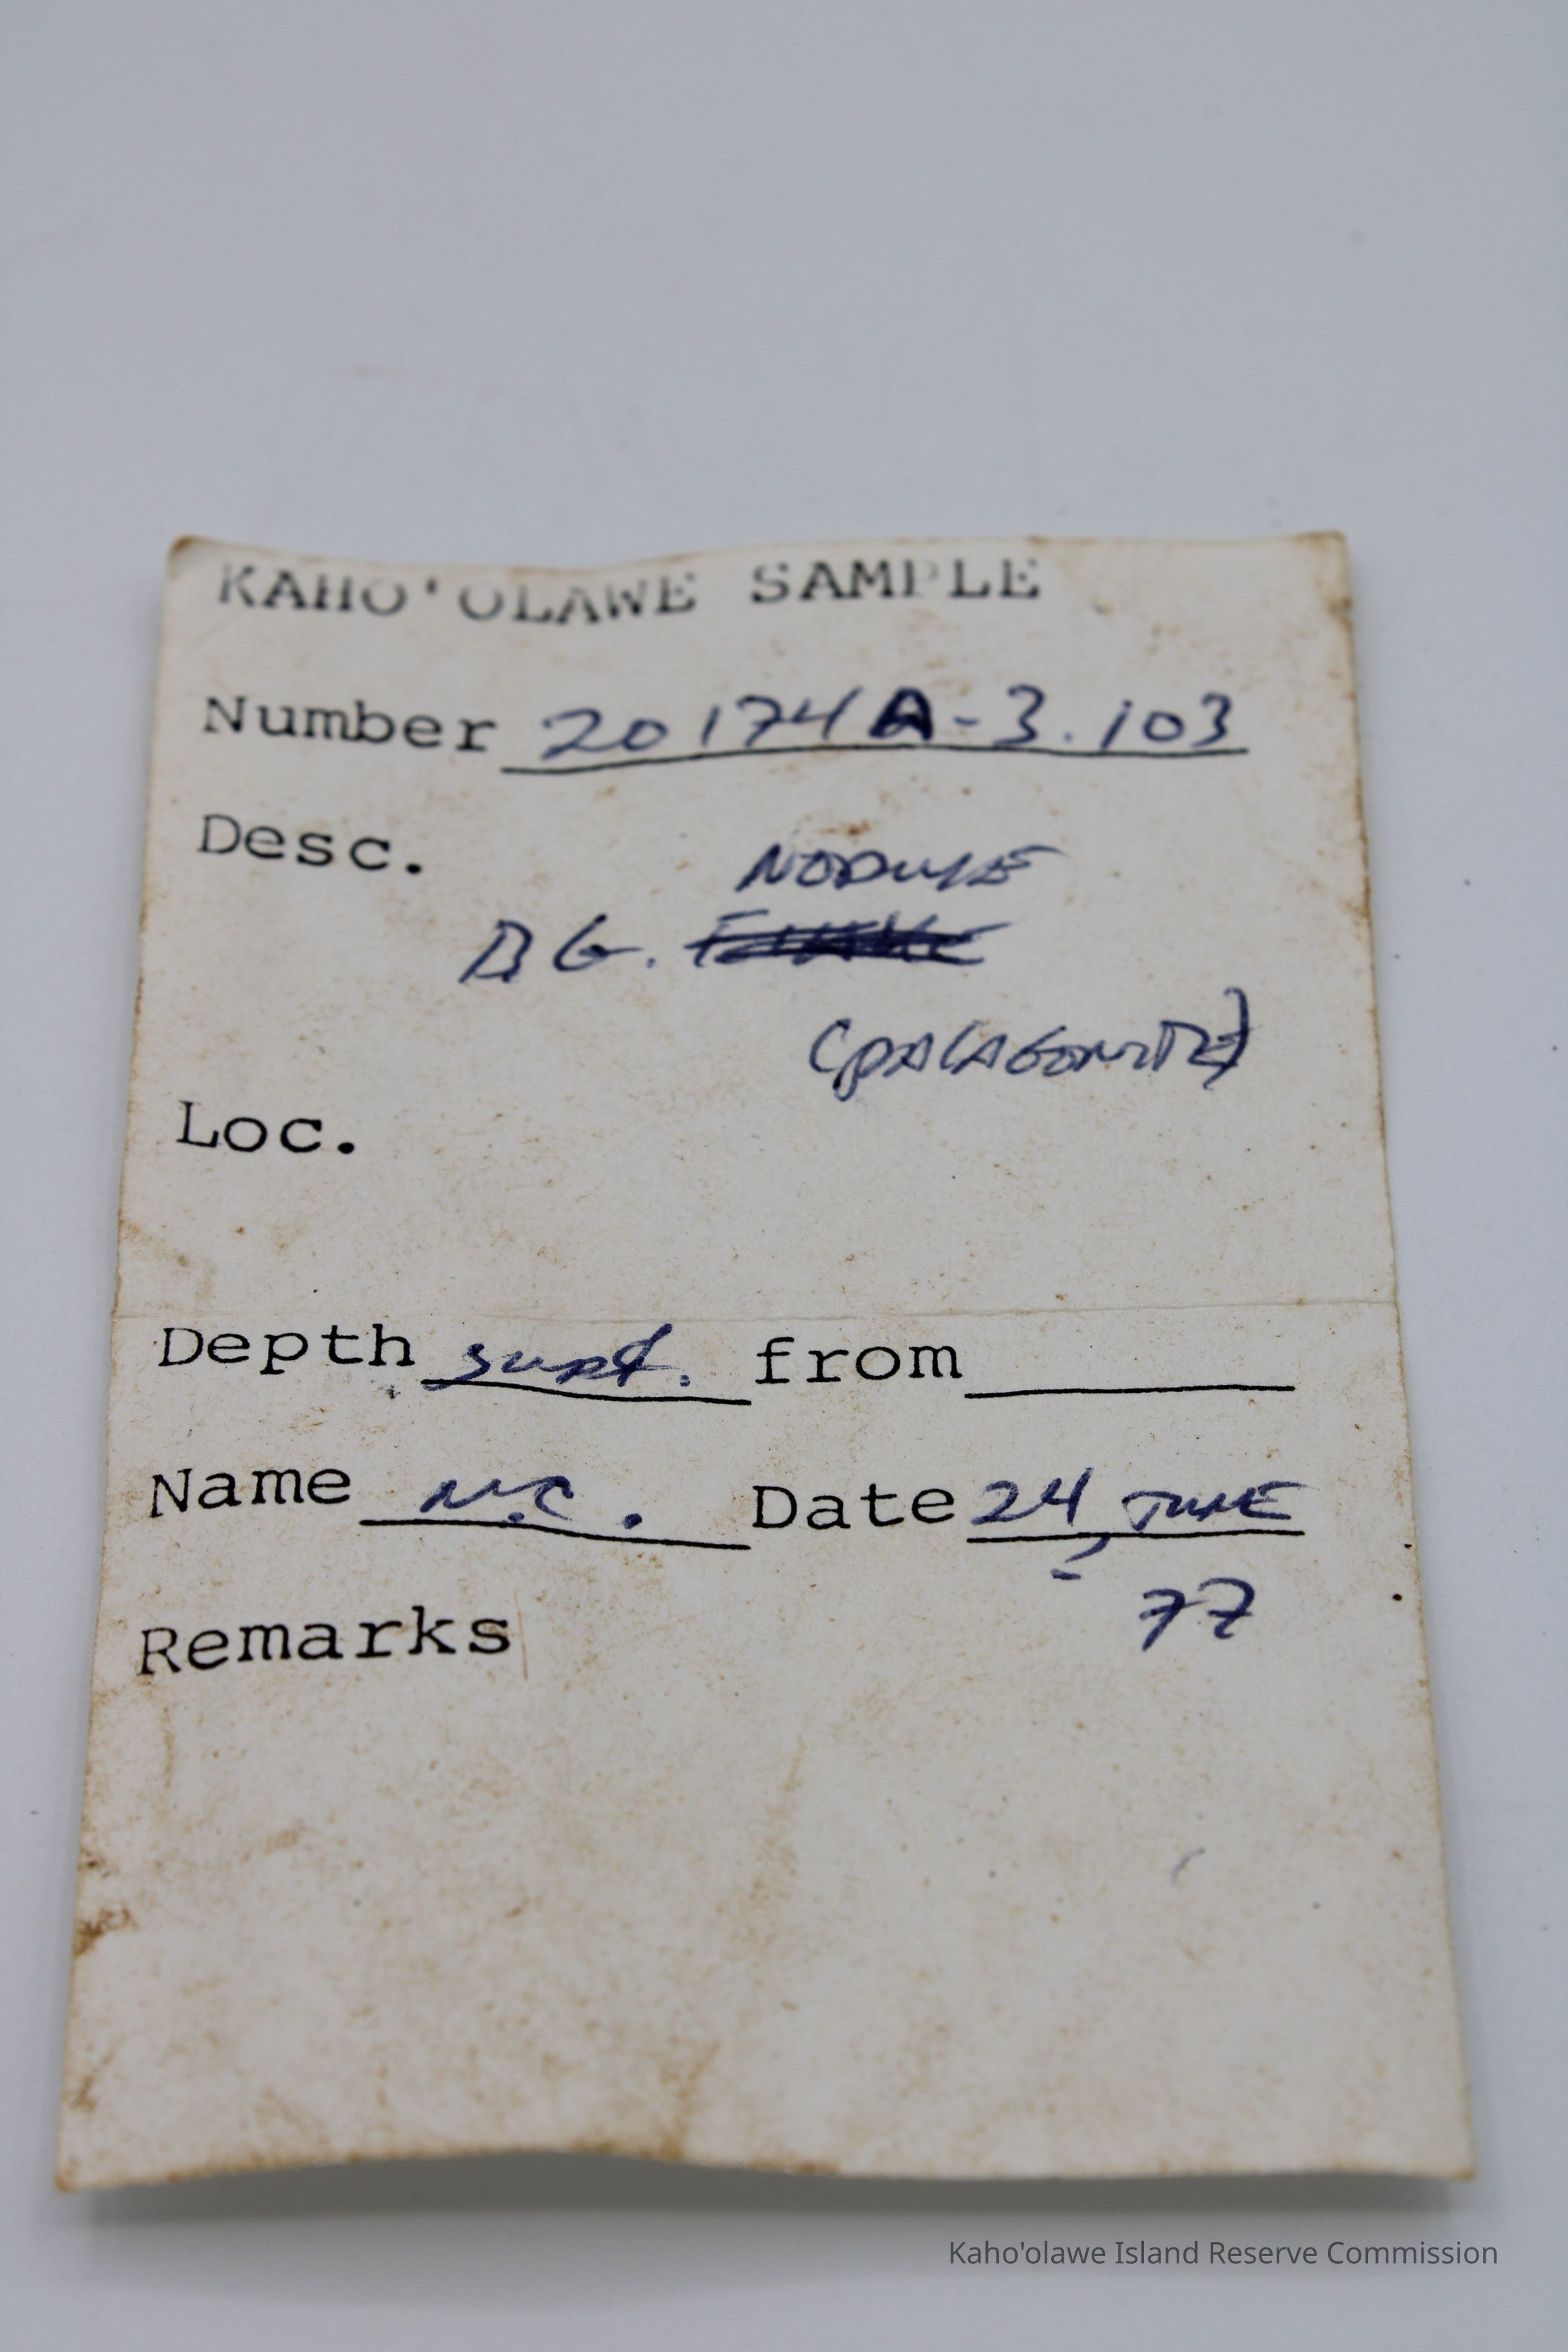 KAHO'OLAWE SAMPLE
Number 20174A-3.103
Desc.
NODULE
B.G.
(PALAGONITE)
Loc.
Depth surf. from
Name N.C. Date 24 JUNE
?
77
Remarks
Kaho'olawe Island Reserve Commission